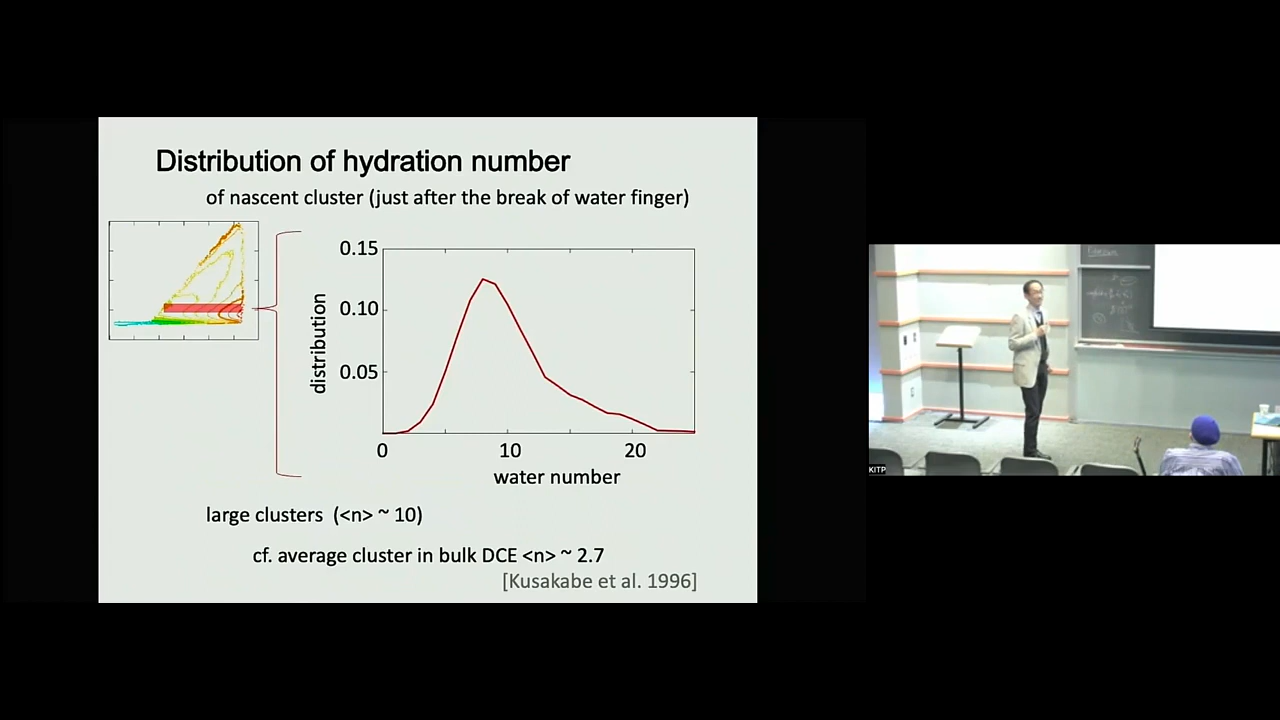 Distribution of hydration number
of nascent cluster (just after the break of water finger)
0.15
0.10
0.05
distribution
0
10
20
water number
large clusters (<n> ~ 10)
cf. average cluster in bulk DCE <n> ~ 2.7
[Kusakabe et al. 1996]
KITP